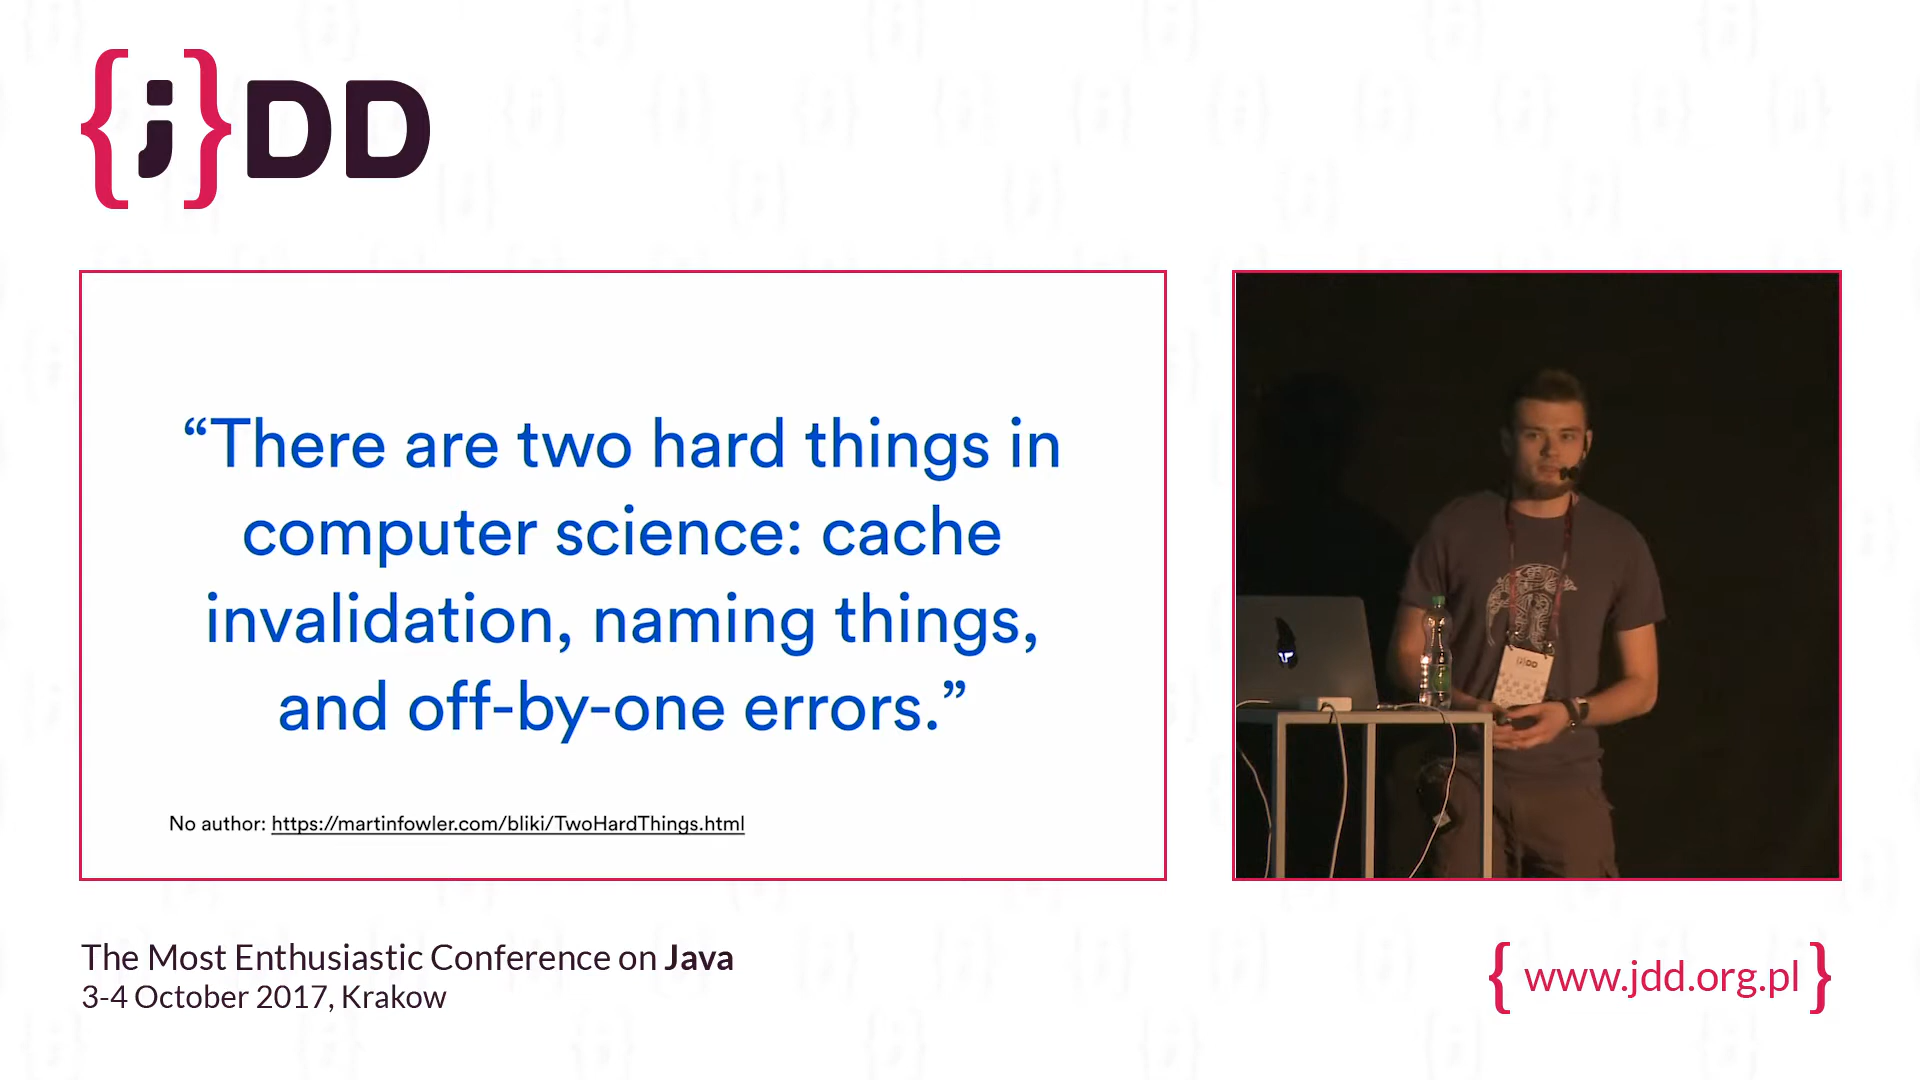 {;}DD
“There are two hard things in
computer science: cache
invalidation, naming things,
and off-by-one errors.”
No author: https://martinfowler.com/bliki/TwoHardThings.html
{;}DD
The Most Enthusiastic Conference on Java
3-4 October 2017, Krakow
{ www.jdd.org.pl }